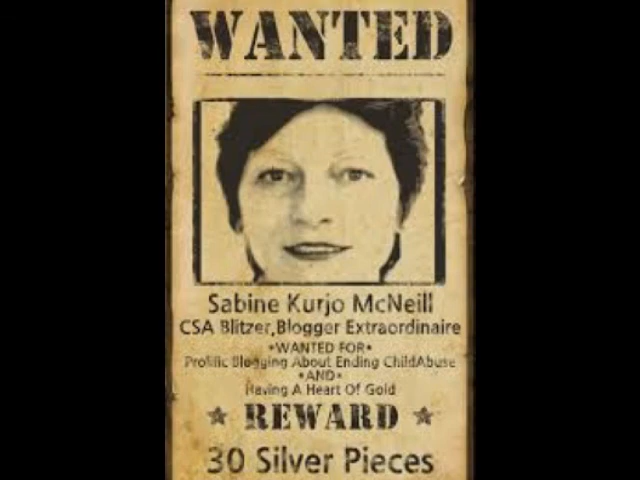 WANTED
Sabine Kurjo McNeill
CSA Blitzer,Blogger Extraordinaire
*WANTED FOR*
Prolific Blogging About Ending ChildAbuse
*AND*
Having A Heart Of Gold
REWARD
30 Silver Pieces